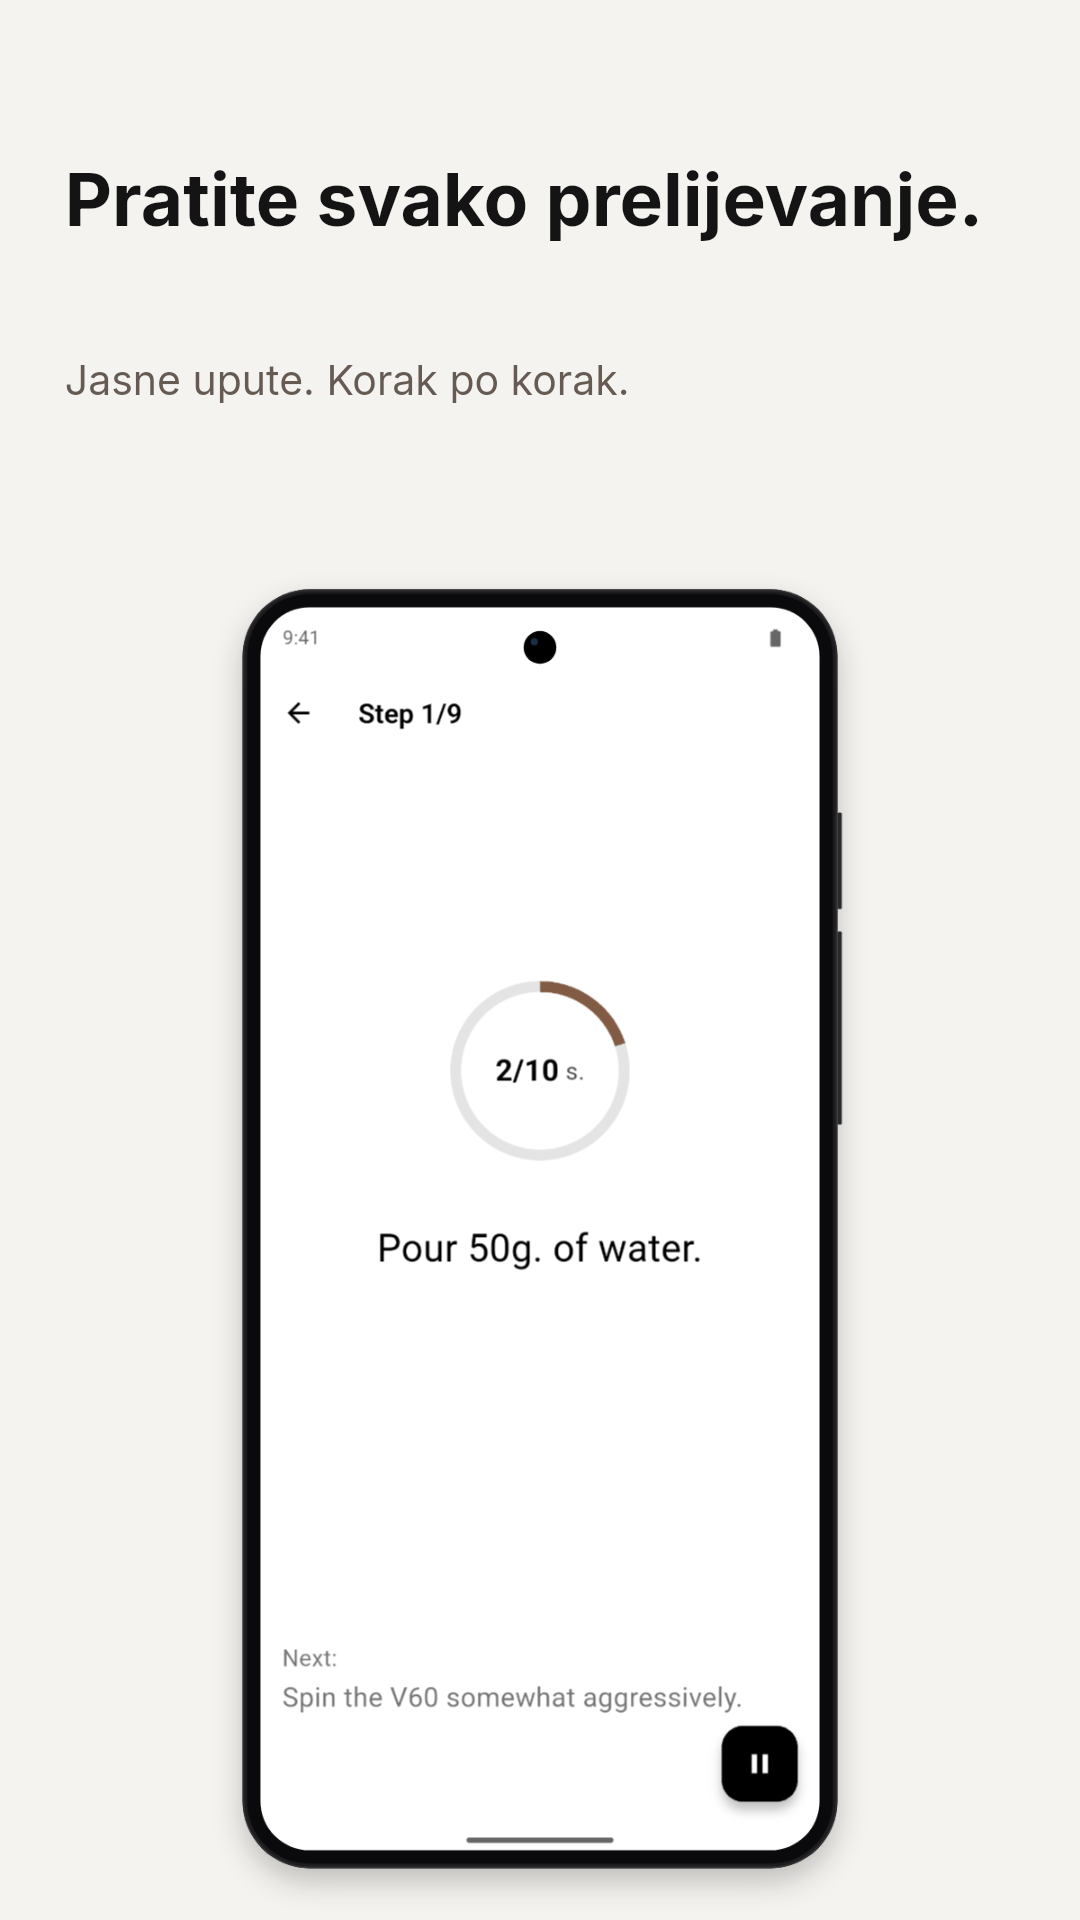 Pratite svako prelijevanje.
Jasne upute. Korak po korak.
9:41
Step 1/9
2/10 s.
Pour 50g. of water.
Next:
Spin the V60 somewhat aggressively.